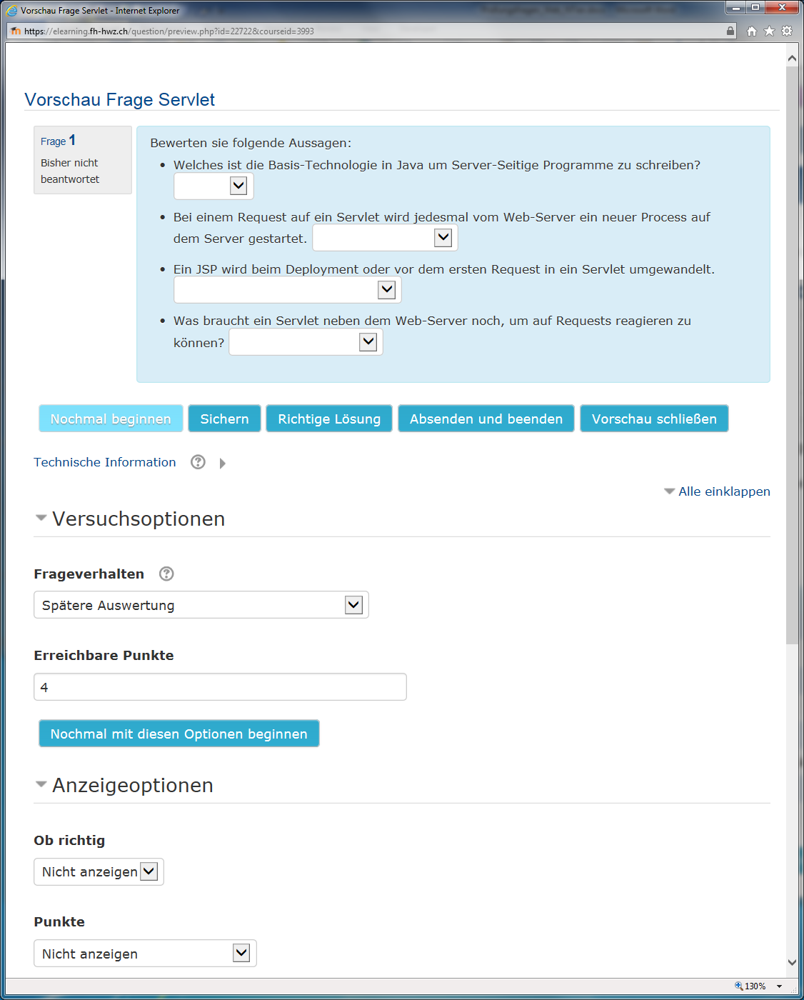 Vorschau Frage Servlet - Internet Explorer
https://elearning.fh-hwz.ch/question/preview.php?id=22722&courseid=3993
Vorschau Frage Servlet
Frage 1
Bisher nicht
beantwortet
Bewerten sie folgende Aussagen:
• Welches ist die Basis-Technologie in Java um Server-Seitige Programme zu schreiben?
• Bei einem Request auf ein Servlet wird jedesmal vom Web-Server ein neuer Process auf
dem Server gestartet.
• Ein JSP wird beim Deployment oder vor dem ersten Request in ein Servlet umgewandelt.
• Was braucht ein Servlet neben dem Web-Server noch, um auf Requests reagieren zu
können?
Nochmal beginnen Sichern Richtige Lösung Absenden und beenden Vorschau schließen
Technische Information ?
Alle einklappen
Versuchsoptionen
Frageverhalten ?
Spätere Auswertung
Erreichbare Punkte
4
Nochmal mit diesen Optionen beginnen
Anzeigeoptionen
Ob richtig
Nicht anzeigen
Punkte
Nicht anzeigen
130%